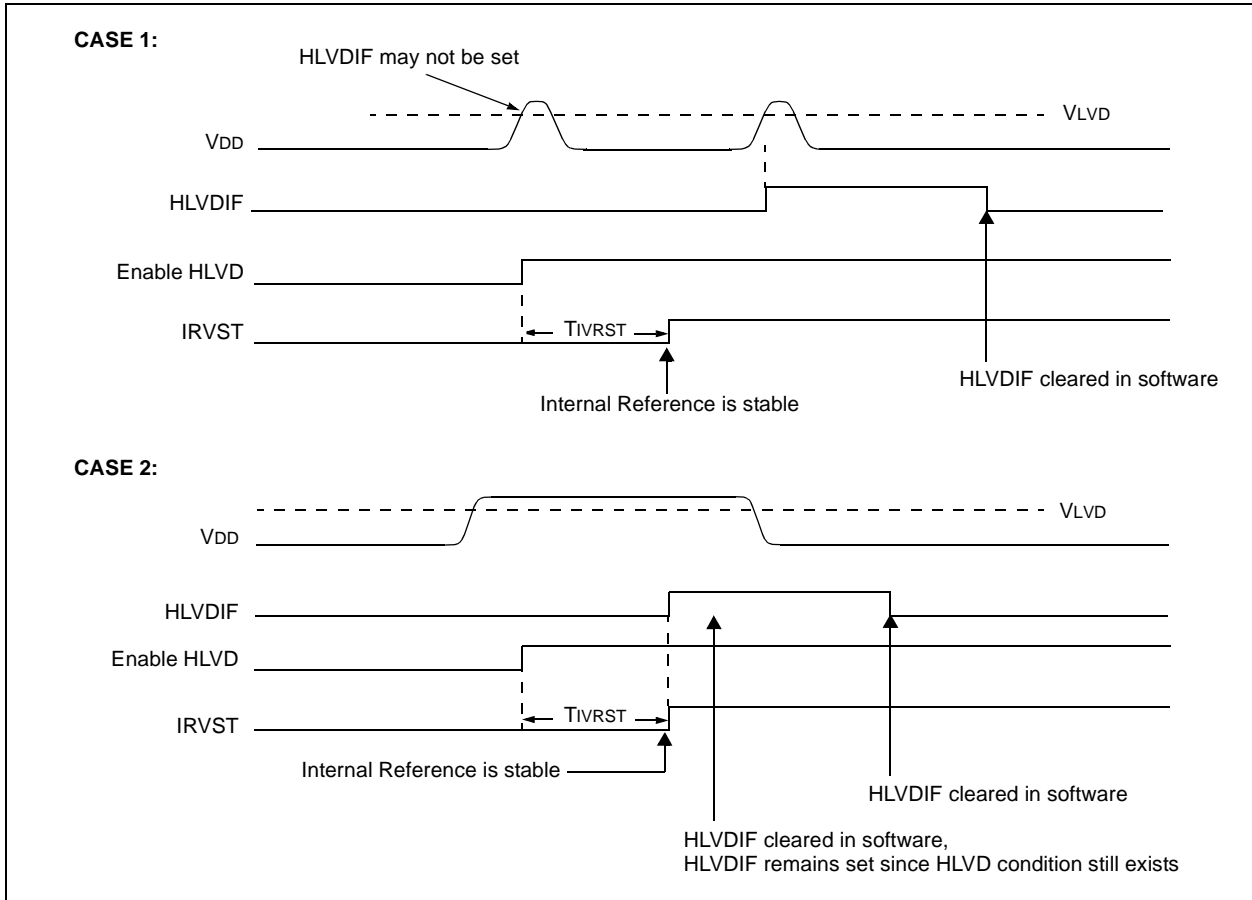 CASE 1:
HLVDIF may not be set
VLVD
VDD
HLVDIF
Enable HLVD
TIVRST
IRVST
HLVDIF cleared in software
Internal Reference is stable
CASE 2:
VLVD
VDD
HLVDIF
Enable HLVD
TIVRST
IRVST
Internal Reference is stable
HLVDIF cleared in software
HLVDIF cleared in software,
HLVDIF remains set since HLVD condition still exists